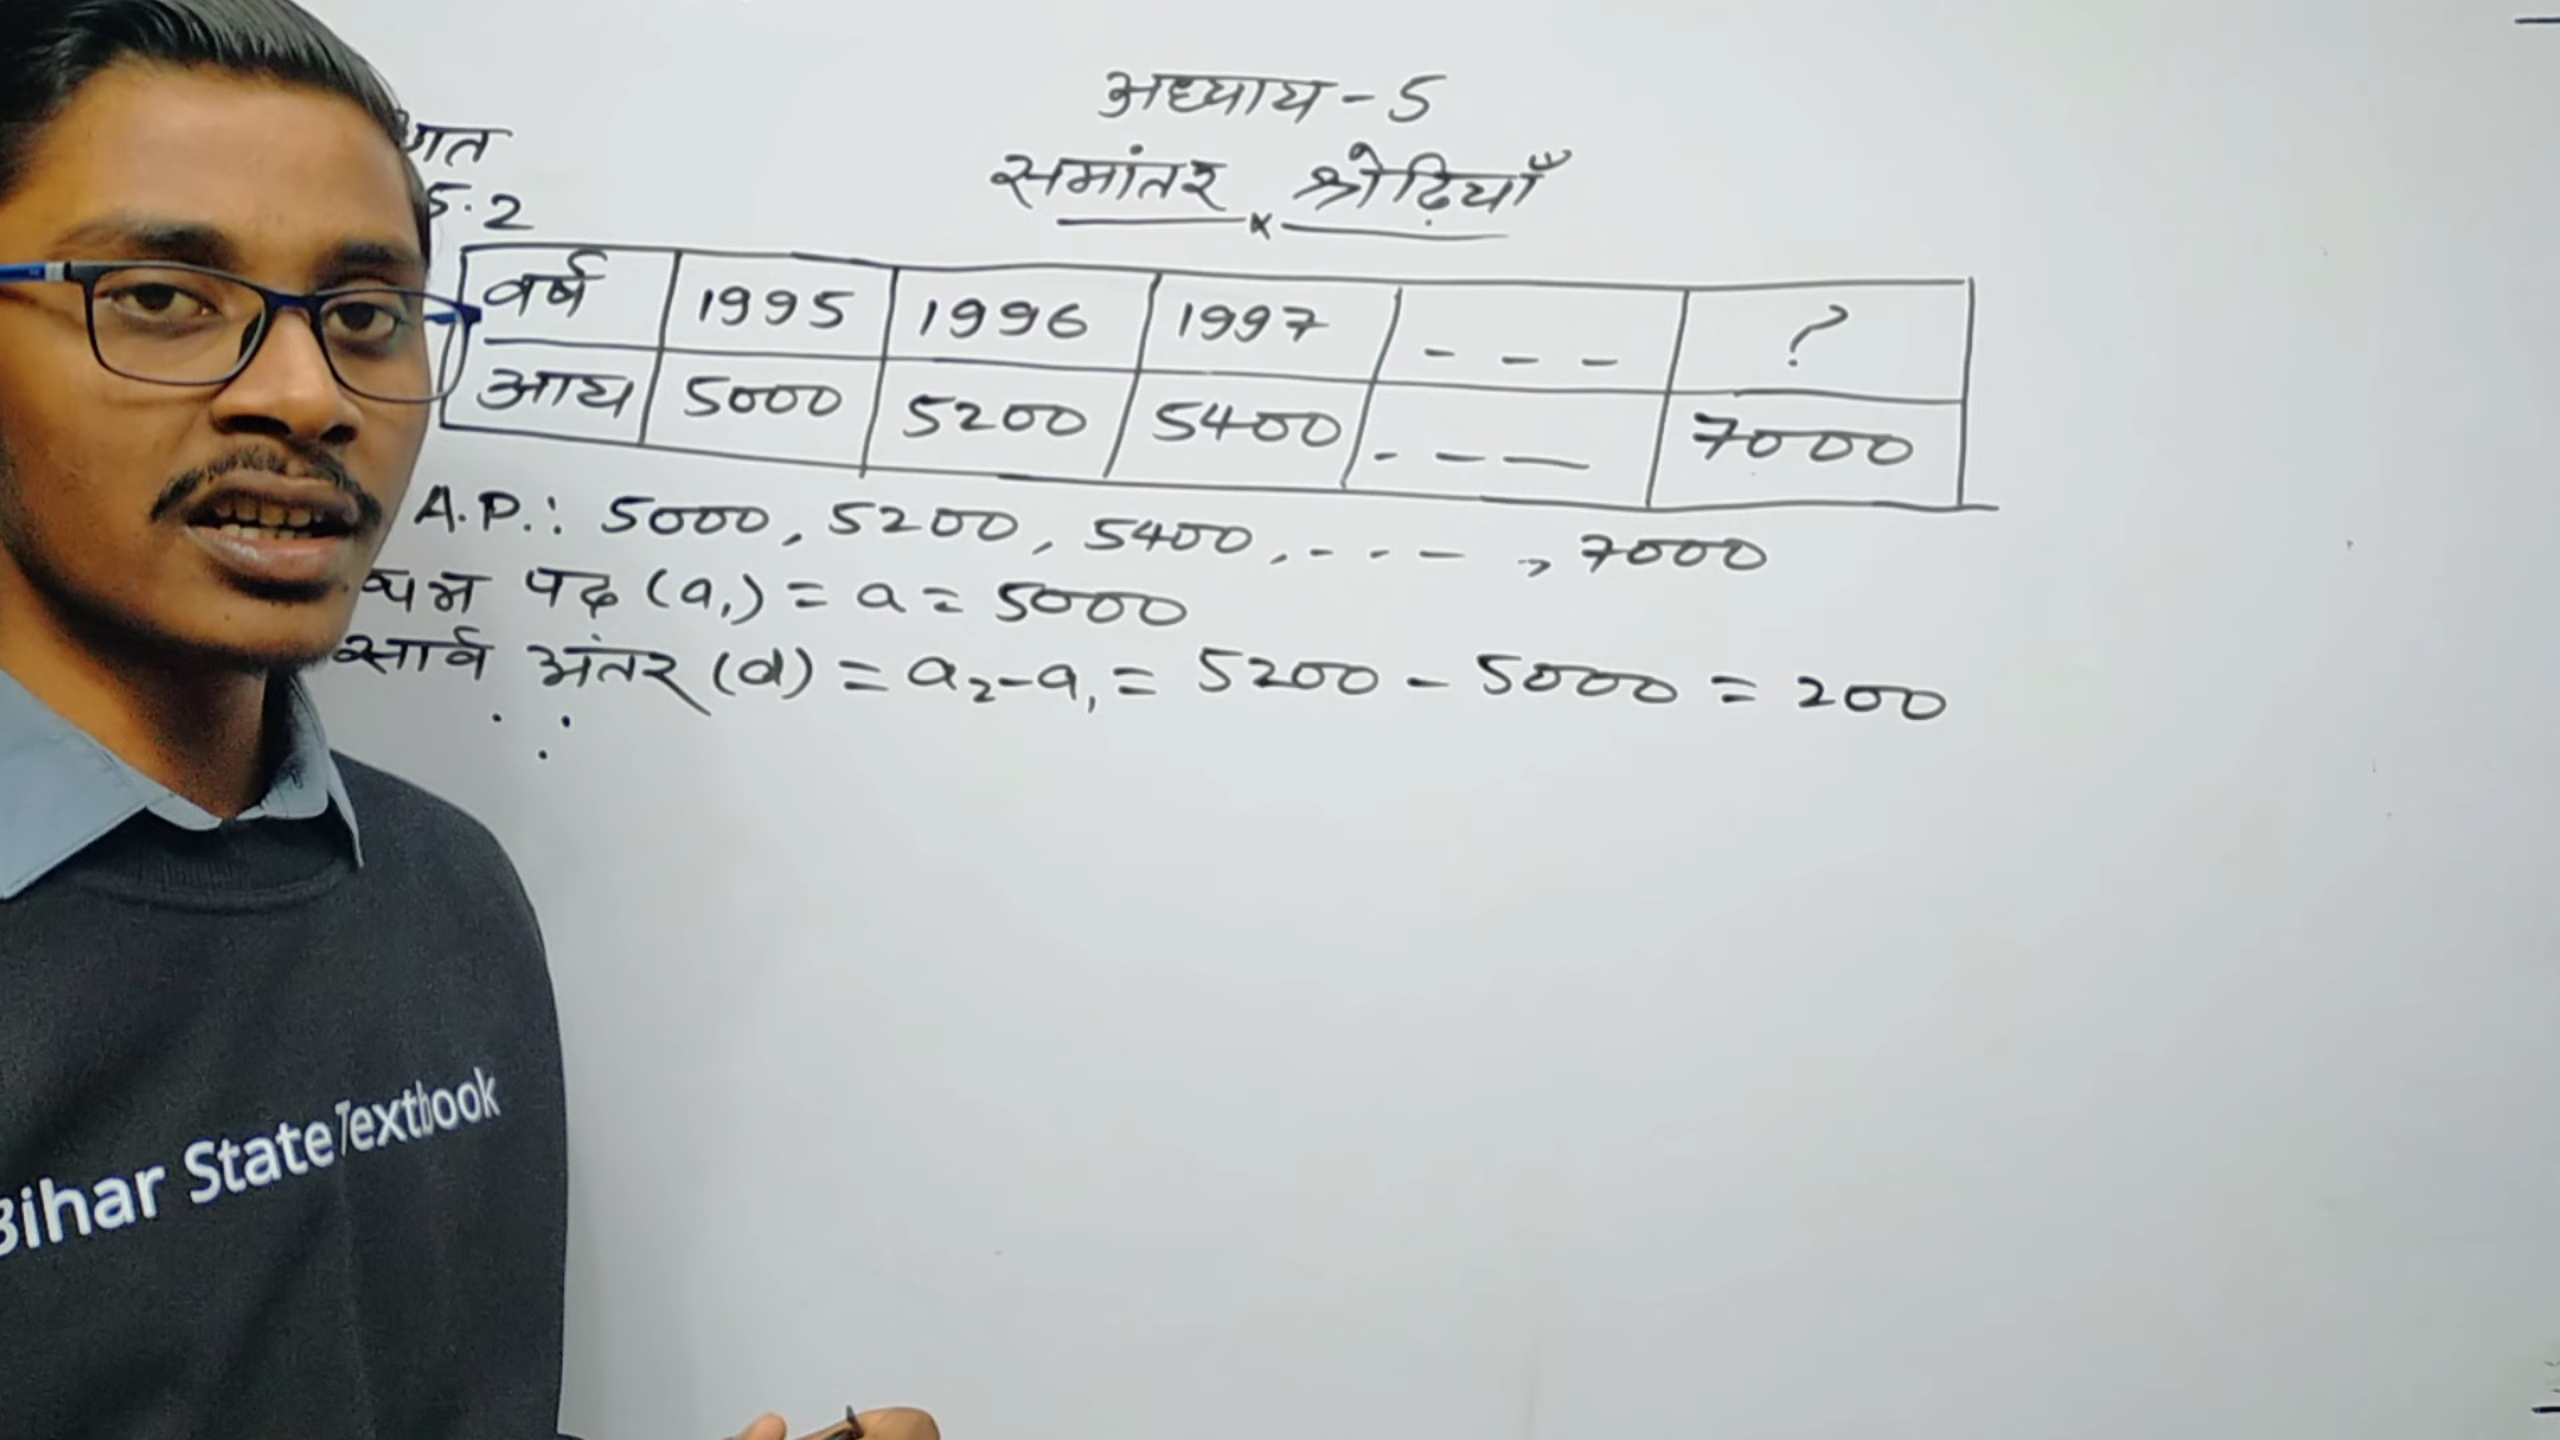 अध्याय - 5
समांतर श्रेढ़ियाँ
5.2
वर्ष 1995 1996 1997 - - - ?
आय 5000 5200 5400 - - - 7000
A.P.: 5000, 5200, 5400, - - - , 7000
पद (a₁) = a = 5000
सार्व अंतर (d) = a₂-a₁ = 5200 - 5000 = 200
∵
Bihar State Textbook